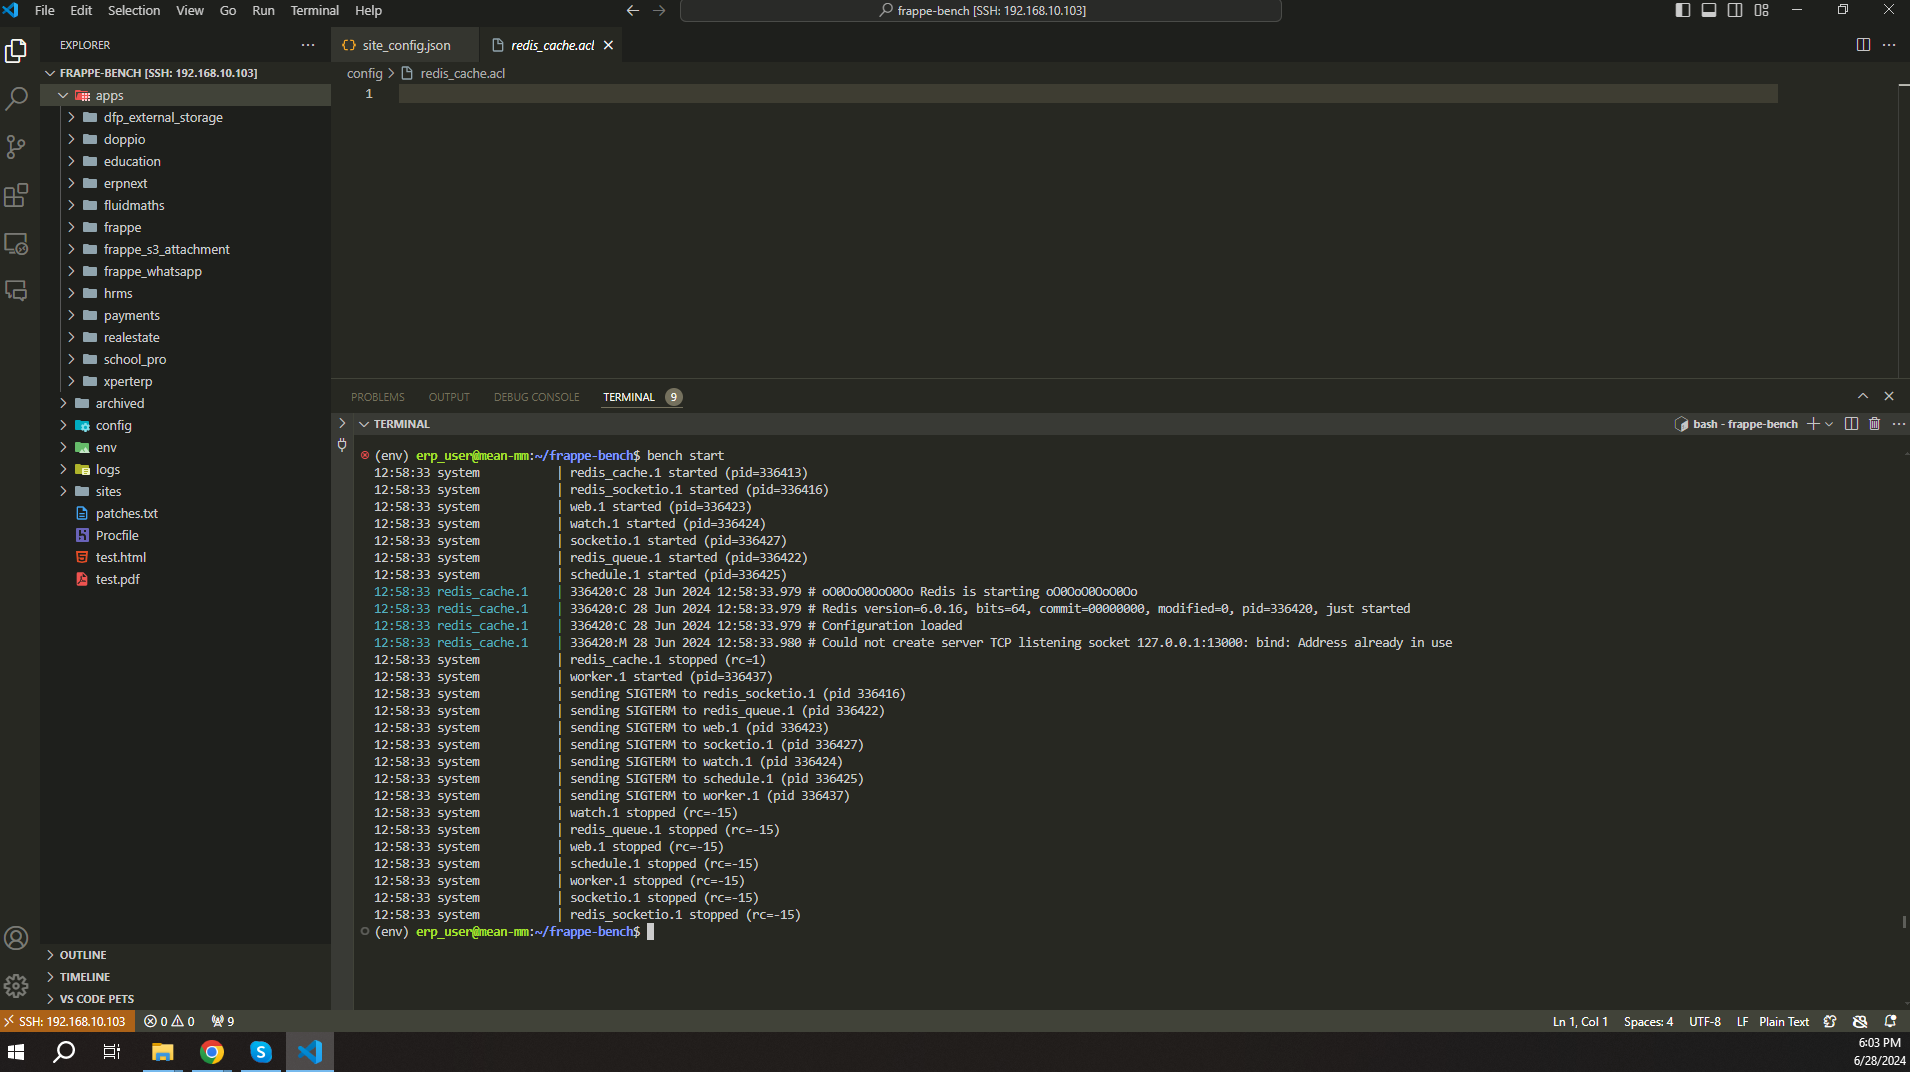 File Edit Selection View Go Run Terminal Help
frappe-bench [SSH: 192.168.10.103]
EXPLORER
site_config.json
redis_cache.acl
FRAPPE-BENCH [SSH: 192.168.10.103]
config > redis_cache.acl
1
apps
dfp_external_storage
doppio
education
erpnext
fluidmaths
frappe
frappe_s3_attachment
frappe_whatsapp
hrms
payments
realestate
school_pro
xperterp
archived
config
env
logs
sites
patches.txt
Procfile
test.html
test.pdf
OUTLINE
TIMELINE
VS CODE PETS
PROBLEMS OUTPUT DEBUG CONSOLE TERMINAL 9
TERMINAL
bash - frappe-bench
(env) erp_user@mean-mm:~/frappe-bench$ bench start
12:58:33 system | redis_cache.1 started (pid=336413)
12:58:33 system | redis_socketio.1 started (pid=336416)
12:58:33 system | web.1 started (pid=336423)
12:58:33 system | watch.1 started (pid=336424)
12:58:33 system | socketio.1 started (pid=336427)
12:58:33 system | redis_queue.1 started (pid=336422)
12:58:33 system | schedule.1 started (pid=336425)
12:58:33 redis_cache.1 | 336420:C 28 Jun 2024 12:58:33.979 # oO0OoO0OoO0Oo Redis is starting oO0OoO0OoO0Oo
12:58:33 redis_cache.1 | 336420:C 28 Jun 2024 12:58:33.979 # Redis version=6.0.16, bits=64, commit=00000000, modified=0, pid=336420, just started
12:58:33 redis_cache.1 | 336420:C 28 Jun 2024 12:58:33.979 # Configuration loaded
12:58:33 redis_cache.1 | 336420:M 28 Jun 2024 12:58:33.980 # Could not create server TCP listening socket 127.0.0.1:13000: bind: Address already in use
12:58:33 system | redis_cache.1 stopped (rc=1)
12:58:33 system | worker.1 started (pid=336437)
12:58:33 system | sending SIGTERM to redis_socketio.1 (pid 336416)
12:58:33 system | sending SIGTERM to redis_queue.1 (pid 336422)
12:58:33 system | sending SIGTERM to web.1 (pid 336423)
12:58:33 system | sending SIGTERM to socketio.1 (pid 336427)
12:58:33 system | sending SIGTERM to watch.1 (pid 336424)
12:58:33 system | sending SIGTERM to schedule.1 (pid 336425)
12:58:33 system | sending SIGTERM to worker.1 (pid 336437)
12:58:33 system | watch.1 stopped (rc=-15)
12:58:33 system | redis_queue.1 stopped (rc=-15)
12:58:33 system | web.1 stopped (rc=-15)
12:58:33 system | schedule.1 stopped (rc=-15)
12:58:33 system | worker.1 stopped (rc=-15)
12:58:33 system | socketio.1 stopped (rc=-15)
12:58:33 system | redis_socketio.1 stopped (rc=-15)
(env) erp_user@mean-mm:~/frappe-bench$
SSH: 192.168.10.103 0 0 9
Ln 1, Col 1 Spaces: 4 UTF-8 LF Plain Text
6:03 PM
6/28/2024